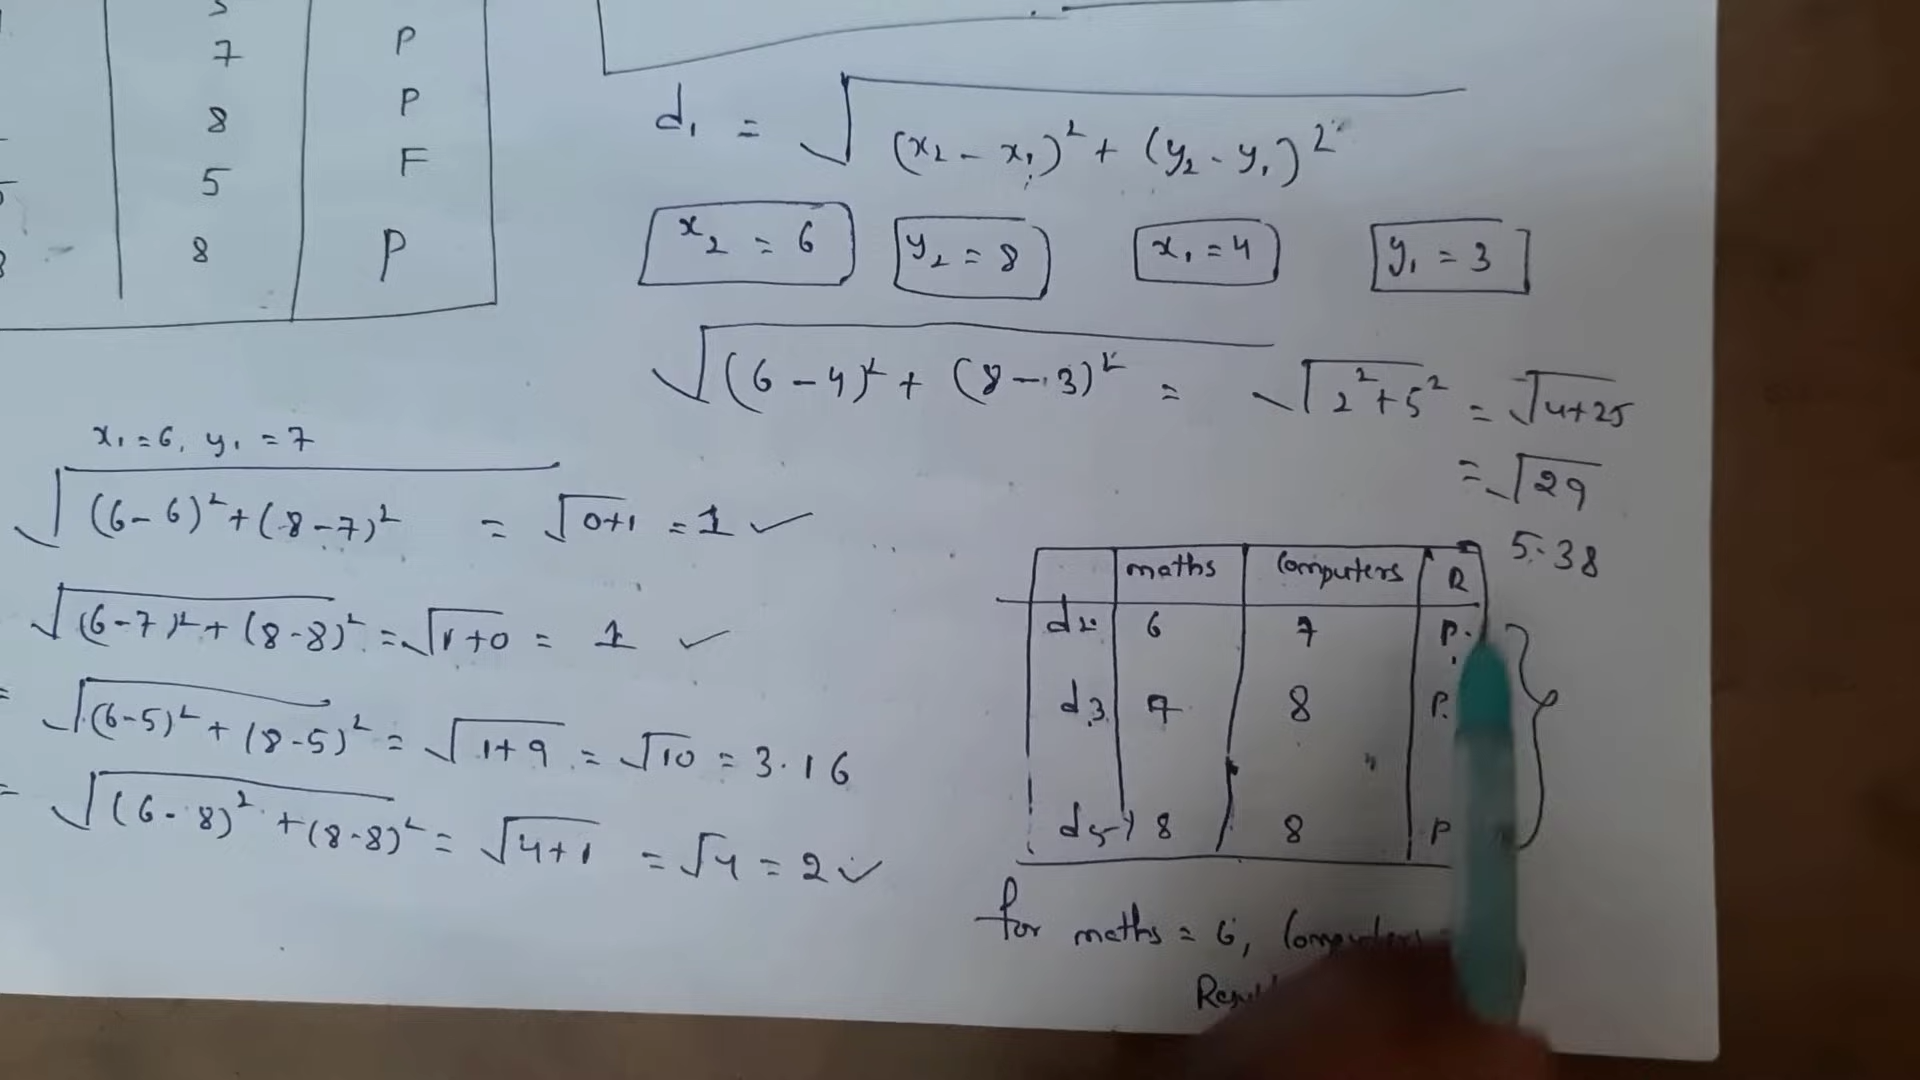 7 P
8 P
5 F
8 P
d₁ = √(x₂ - x₁)² + (y₂ - y₁)²
x₂ = 6 y₂ = 8 x₁ = 4 y₁ = 3
√(6 - 4)² + (8 - 3)² = √2² + 5² = √4+25
= √29
5.38
x₁ = 6, y₁ = 7
√(6-6)² + (8-7)² = √0+1 = 1 ✓
√(6-7)² + (8-8)² = √1+0 = 1 ✓
= √(6-5)² + (8-5)² = √1+9 = √10 = 3.16
= √(6-8)² + (8-8)² = √4+1 = √4 = 2 ✓
maths Computers R
d2 6 7 P
d3 7 8 P
d5 → 8 8 P
for maths = 6, Computers